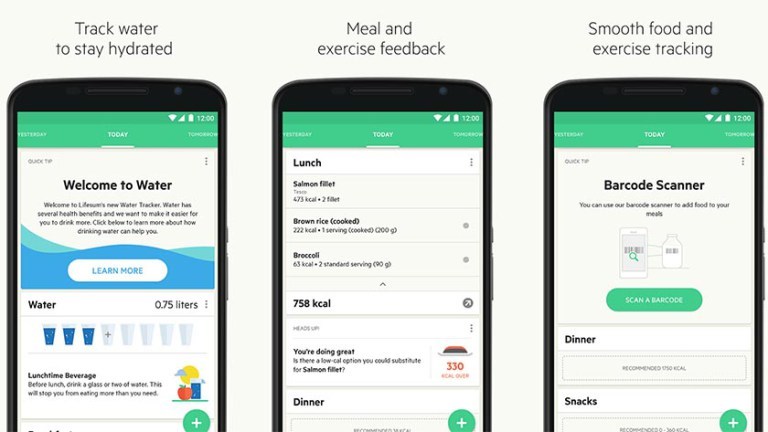 Track water
to stay hydrated
12:00
YESTERDAY
TODAY
TOMORROW
QUICK TIP
Welcome to Water
Welcome to Lifesum's new Water Tracker. Water has
several health benefits and we want to make it easier for
you to drink more. Click below to learn more about how
drinking water can help you.
LEARN MORE
Water
0.75 liters
Lunchtime Beverage
Before lunch, drink a glass or two of water. This
will stop you from eating more than you need.
Meal and
exercise feedback
12:00
YESTERDAY
TODAY
TOMORROW
Lunch
Salmon fillet
Tesco
473 kcal • 2 fillet
Brown rice (cooked)
222 kcal • 1 serving (cooked) (200 g)
Broccoli
63 kcal • 2 standard serving (90 g)
758 kcal
HEADS UP!
You're doing great
Is there a low-cal option you could substitute
for Salmon fillet?
330
KCAL OVER
Dinner
Smooth food and
exercise tracking
12:00
YESTERDAY
TODAY
TOMORROW
QUICK TIP
Barcode Scanner
You can use our barcode scanner to add food to your
meals
SCAN A BARCODE
Dinner
RECOMMENDED 1750 KCAL
Snacks
RECOMMENDED 0 - 360 KCAL